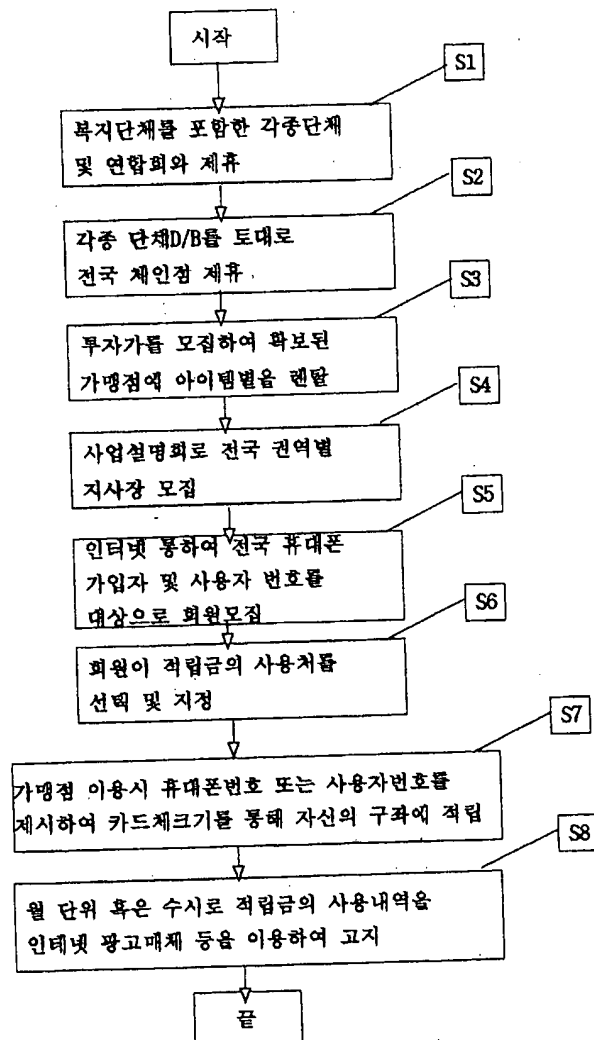 시작
S1
복지단체를 포함한 각종단체
및 연합회와 제휴
S2
각종 단체D/B를 토대로
전국 체인점 제휴
S3
투자가를 모집하여 확보된
가맹점에 아이템별을 렌탈
S4
사업설명회로 전국 권역별
지사장 모집
S5
인터넷 통하여 전국 휴대폰
가입자 및 사용자 번호를
대상으로 회원모집
S6
회원이 적립금의 사용처를
선택 및 지정
S7
가맹점 이용시 휴대폰번호 또는 사용자번호를
제시하여 카드체크기를 통해 자신의 구좌에 적립
S8
월 단위 혹은 수시로 적립금의 사용내역을
인테넷 광고매체 등을 이용하여 고지
끝